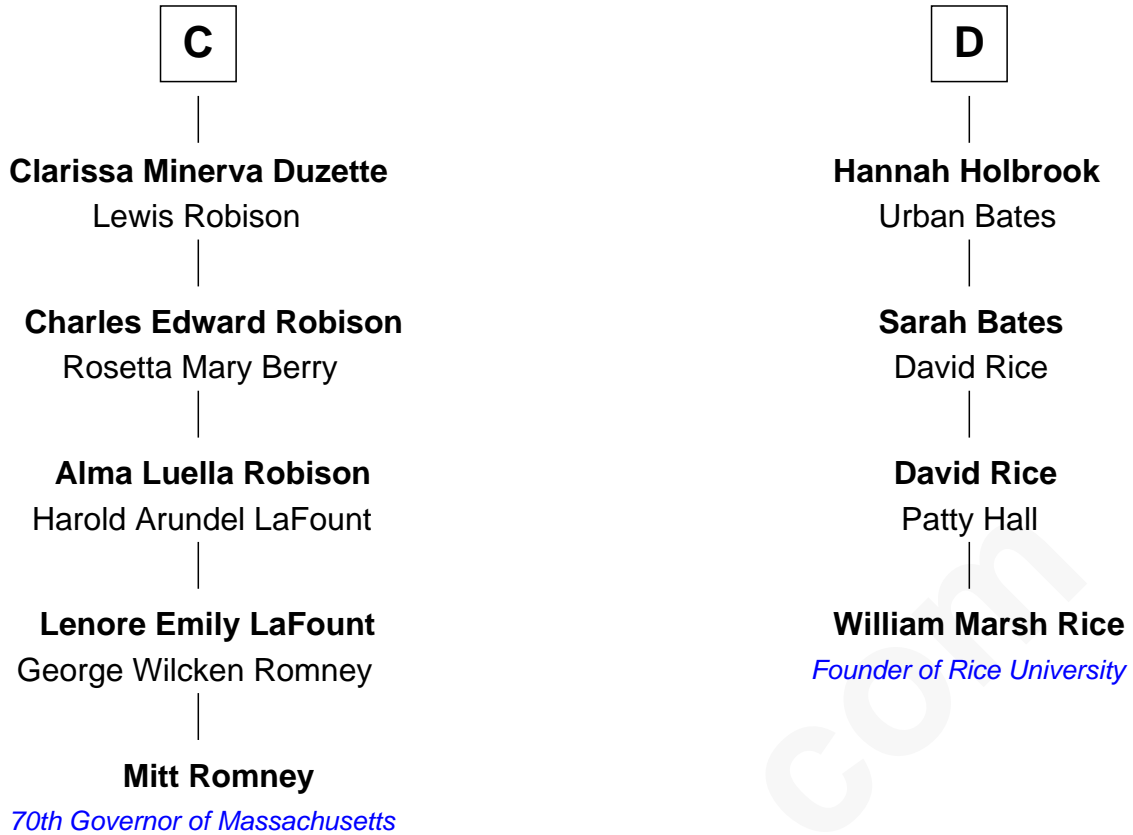 C
Clarissa Minerva Duzette
Lewis Robison
Charles Edward Robison
Rosetta Mary Berry
Alma Luella Robison
Harold Arundel LaFount
Lenore Emily LaFount
George Wilcken Romney
Mitt Romney
70th Governor of Massachusetts
D
Hannah Holbrook
Urban Bates
Sarah Bates
David Rice
David Rice
Patty Hall
William Marsh Rice
Founder of Rice University
com